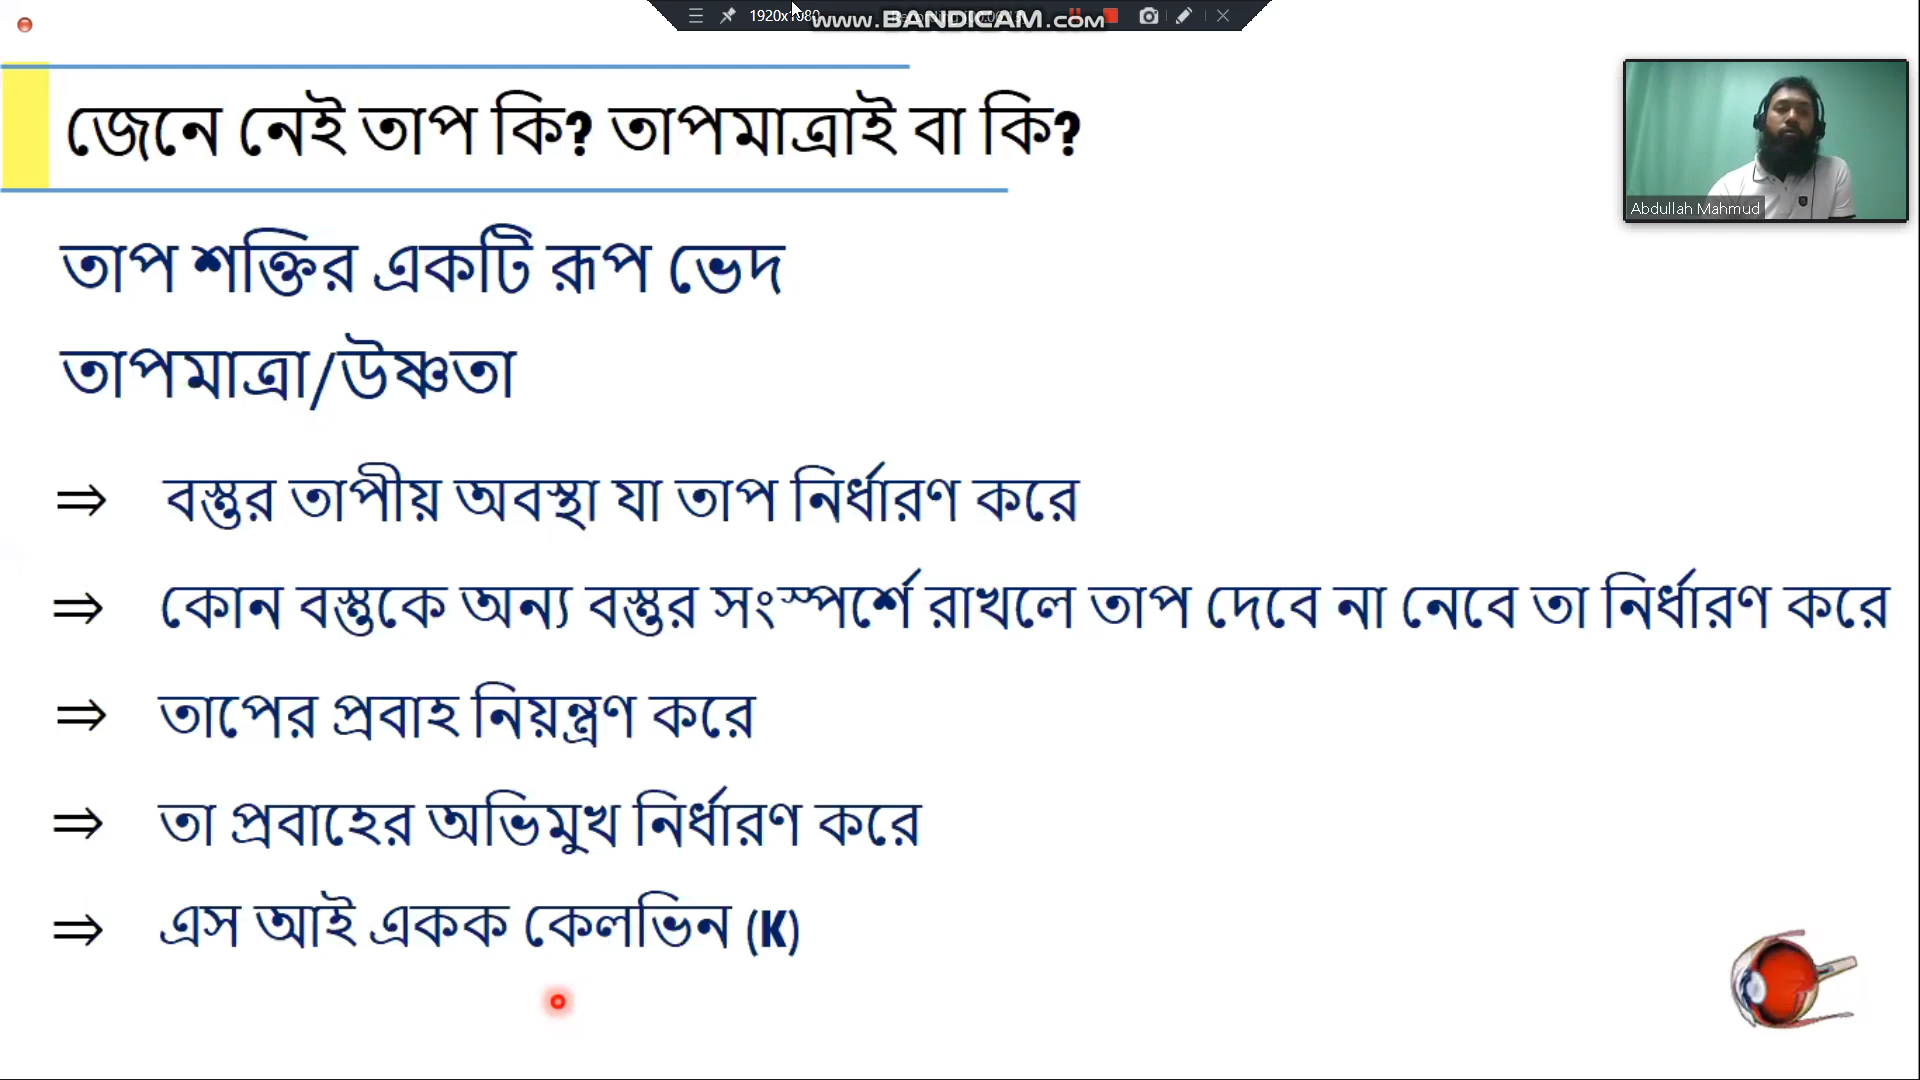 1920x1080
www.BANDICAM.com
জেনে নেই তাপ কি? তাপমাত্রাই বা কি?
Abdullah Mahmud
তাপ শক্তির একটি রূপ ভেদ
তাপমাত্রা/উষ্ণতা
⇒ বস্তুর তাপীয় অবস্থা যা তাপ নির্ধারণ করে
⇒ কোন বস্তুকে অন্য বস্তুর সংস্পর্শে রাখলে তাপ দেবে না নেবে তা নির্ধারণ করে
⇒ তাপের প্রবাহ নিয়ন্ত্রণ করে
⇒ তা প্রবাহের অভিমুখ নির্ধারণ করে
⇒ এস আই একক কেলভিন (K)